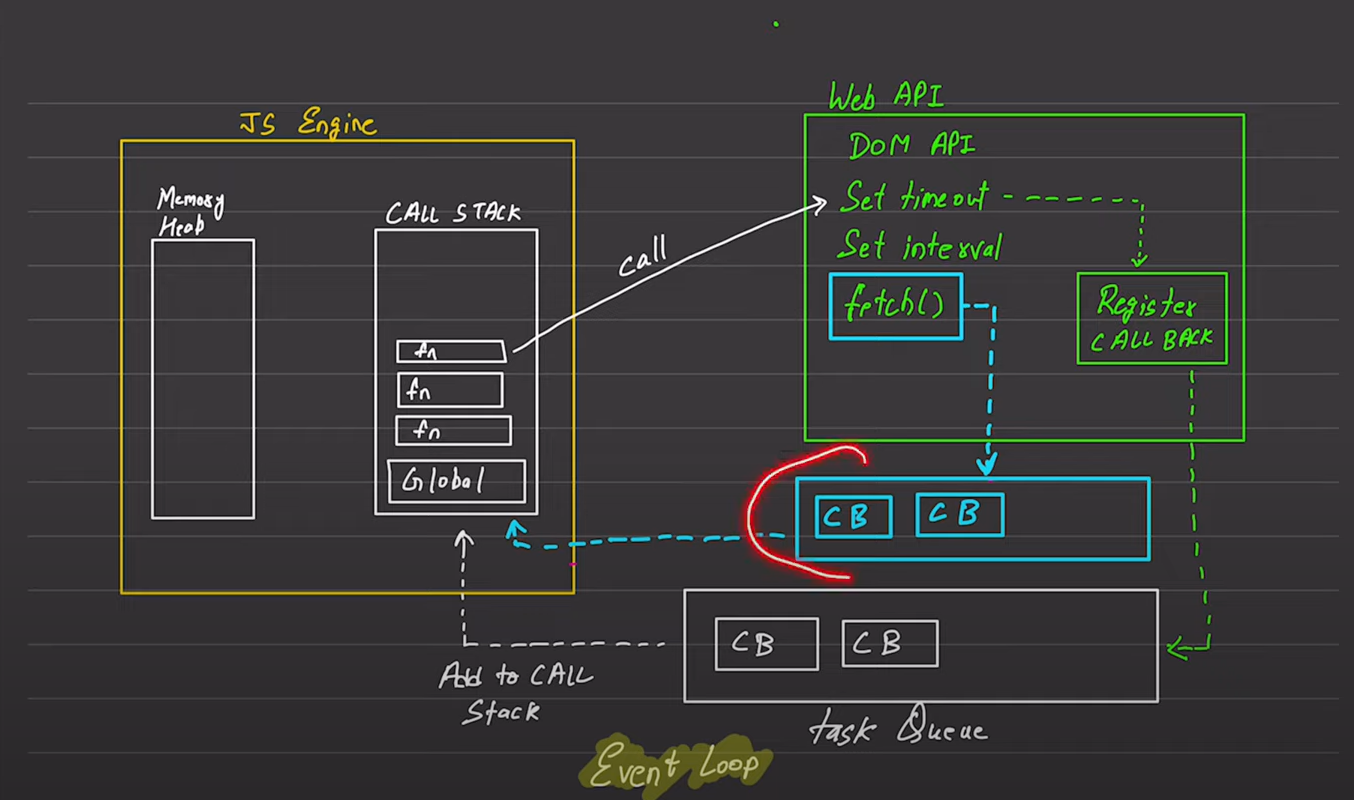 JS Engine
Memory
Heap
CALL STACK
fn
fn
fn
Global
call
Web API
DOM API
Set timeout
Set interval
fetch()
Register
CALL BACK
CB CB
CB CB
Add to CALL
Stack
task Queue
Event Loop